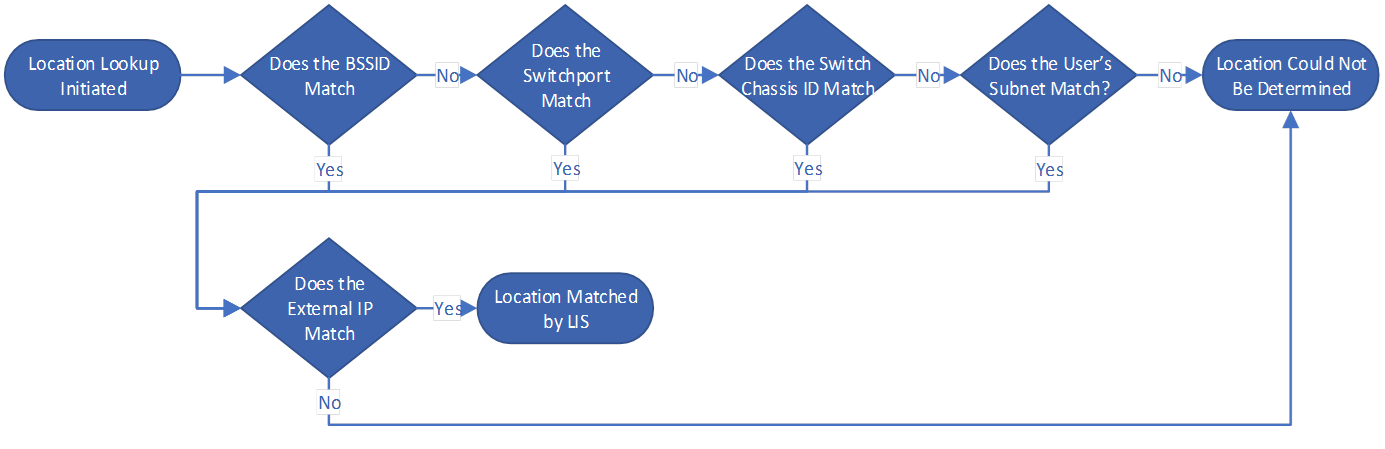 Location Lookup
Initiated
Does the BSSID
Match
No
Does the
Switchport
Match
No
Does the Switch
Chassis ID Match
No
Does the User's
Subnet Match?
No
Location Could Not
Be Determined
Yes
Yes
Yes
Yes
Does the
External IP
Match
Yes
Location Matched
by LIS
No